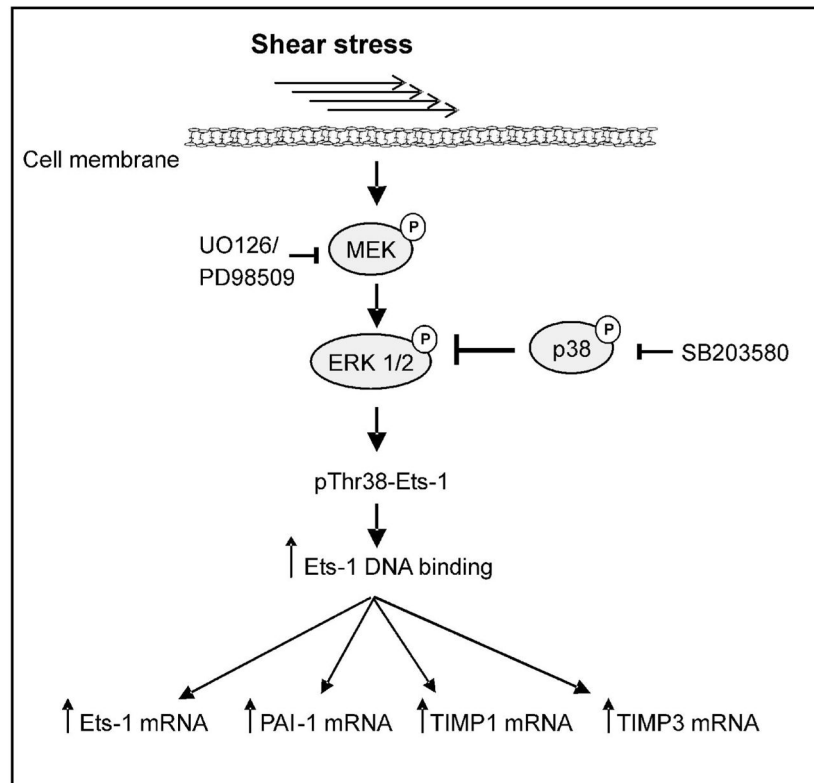 Shear stress
Cell membrane
P
MEK
UO126/
PD98509
P
ERK 1/2
P
p38
SB203580
pThr38-Ets-1
Ets-1 DNA binding
Ets-1 mRNA
PAI-1 mRNA
TIMP1 mRNA
TIMP3 mRNA